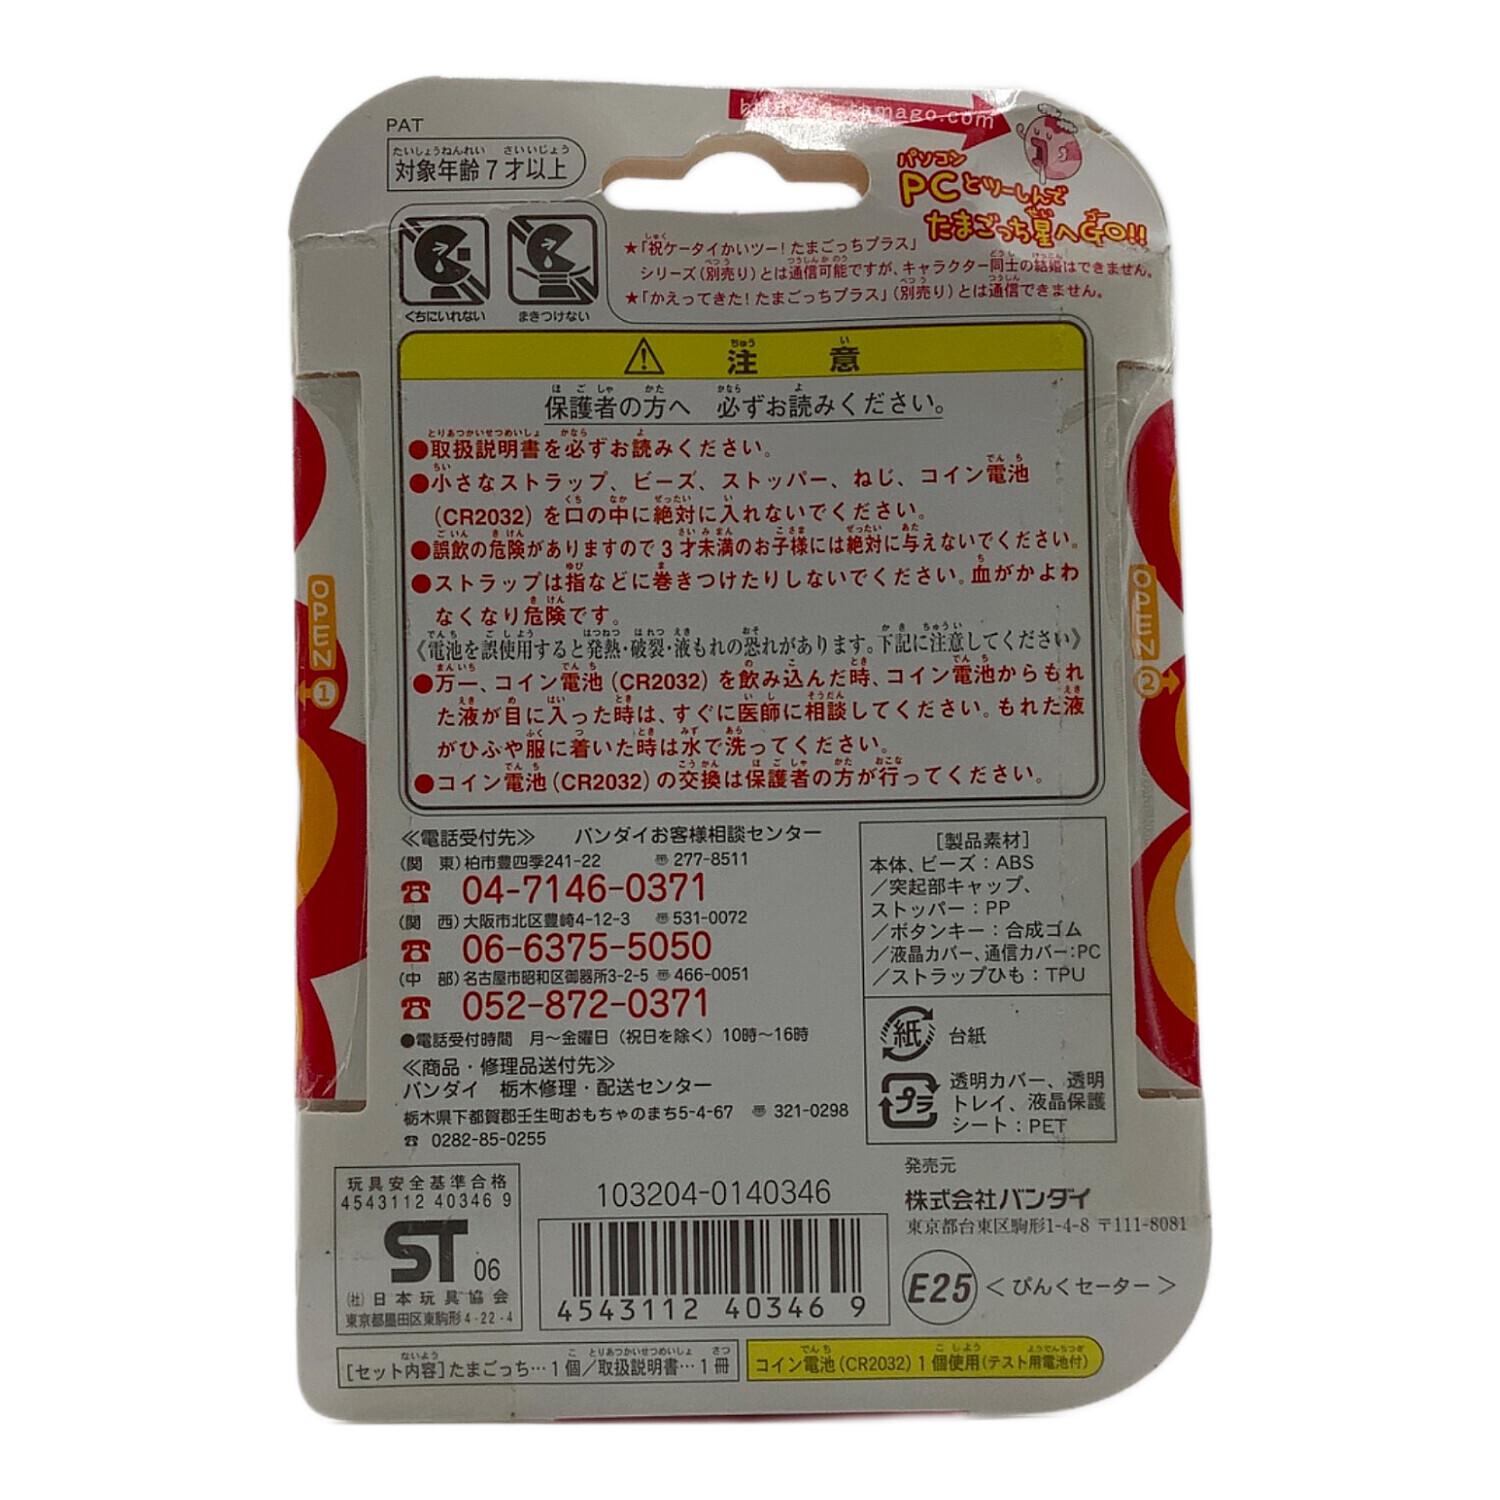 PAT
対象年齢7才以上
くちにいれない
まきつけない
パソコン
PCとツーしんで
たまごっち星へGO!!
★「祝ケータイかいツー!たまごっちプラス」
シリーズ(別売り)とは通信可能ですが、キャラクター同士の結婚はできません。
★「かえってきた!たまごっちプラス」(別売り)とは通信できません。
注意
保護者の方へ 必ずお読みください。
●取扱説明書を必ずお読みください。
●小さなストラップ、ビーズ、ストッパー、ねじ、コイン電池
(CR2032)を口の中に絶対に入れないでください。
●誤飲の危険がありますので3才未満のお子様には絶対に与えないでください。
●ストラップは指などに巻きつけたりしないでください。血がかよわ
なくなり危険です。
《電池を誤使用すると発熱・破裂・液もれの恐れがあります。下記に注意してください》
●万一、コイン電池(CR2032)を飲み込んだ時、コイン電池からもれ
た液が目に入った時は、すぐに医師に相談してください。もれた液
がひふや服に着いた時は水で洗ってください。
●コイン電池(CR2032)の交換は保護者の方が行ってください。
OPEN
1
OPEN
2
≪電話受付先≫ バンダイお客様相談センター
(関 東)柏市豊四季241-22 〠277-8511
☎ 04-7146-0371
(関 西)大阪市北区豊崎4-12-3 〠531-0072
☎ 06-6375-5050
(中 部)名古屋市昭和区御器所3-2-5 〠466-0051
☎ 052-872-0371
●電話受付時間 月〜金曜日(祝日を除く)10時〜16時
≪商品・修理品送付先≫
バンダイ 栃木修理・配送センター
栃木県下都賀郡壬生町おもちゃのまち5-4-67 〠321-0298
☎ 0282-85-0255
[製品素材]
本体、ビーズ:ABS
/突起部キャップ、
ストッパー:PP
/ボタンキー:合成ゴム
/液晶カバー、通信カバー:PC
/ストラップひも:TPU
紙 台紙
プラ 透明カバー、透明
トレイ、液晶保護
シート:PET
玩具安全基準合格
4543112 40346 9
ST 06
(社)日本玩具協会
東京都墨田区東駒形4-22-4
103204-0140346
4543112 40346 9
発売元
株式会社バンダイ
東京都台東区駒形1-4-8 〒111-8081
E25 <ぴんくセーター>
[セット内容]たまごっち…1個/取扱説明書…1冊
コイン電池(CR2032)1個使用(テスト用電池付)